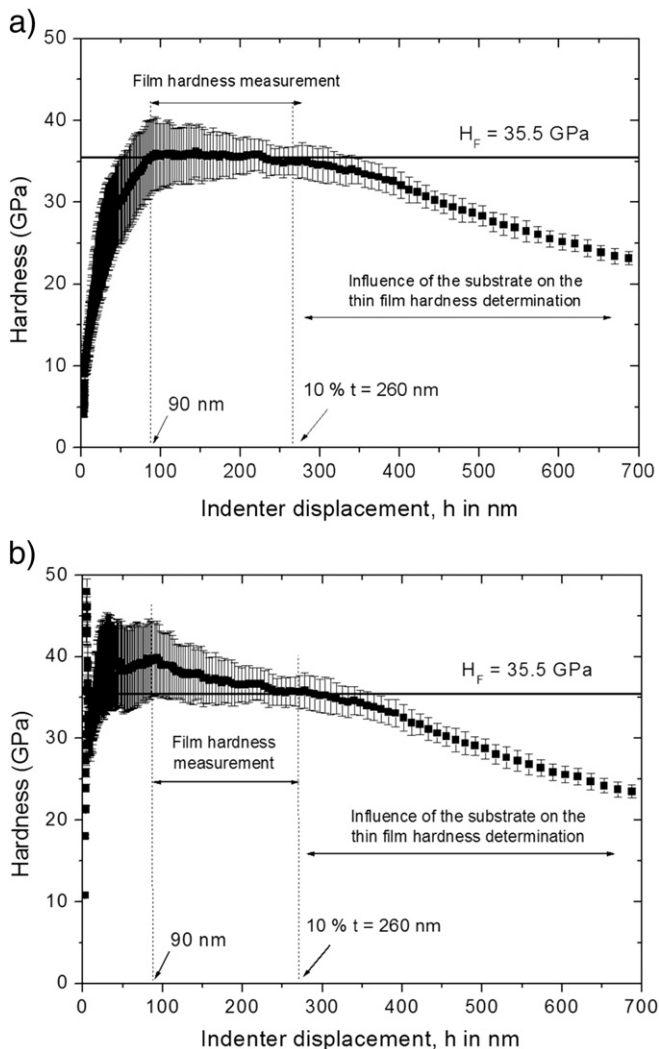 a)
50
Film hardness measurement
40
H_F = 35.5 GPa
30
Hardness (GPa)
20
Influence of the substrate on the
thin film hardness determination
10
90 nm
10 % t = 260 nm
0
0 100 200 300 400 500 600 700
Indenter displacement, h in nm
b)
50
40
H_F = 35.5 GPa
30
Film hardness
measurement
Hardness (GPa)
20
Influence of the substrate on the
thin film hardness determination
10
90 nm
10 % t = 260 nm
0
0 100 200 300 400 500 600 700
Indenter displacement, h in nm